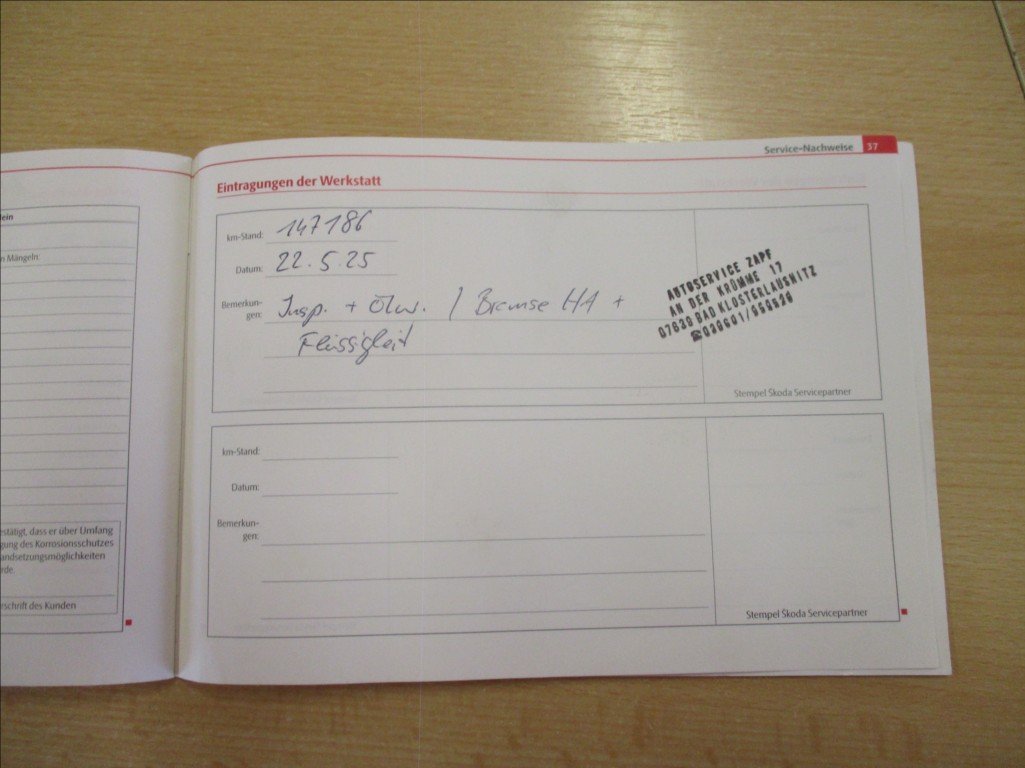 Service-Nachweise 37
Eintragungen der Werkstatt
km-Stand: 147186
Datum: 22.5.25
Bemerkun-
gen: Insp. + Ölw. / Bremse HA +
Flüssigkeit
AUTOSERVICE ZAPF
AN DER KRÜMME 17
07639 BAD KLOSTERLAUSNITZ
Stempel Škoda Servicepartner
km-Stand:
Datum:
Bemerkun-
gen:
Stempel Škoda Servicepartner
n Mängeln:
estätigt, dass er über Umfang
gung des Korrosionsschutzes
andsetzungsmöglichkeiten
rde.
rschrift des Kunden